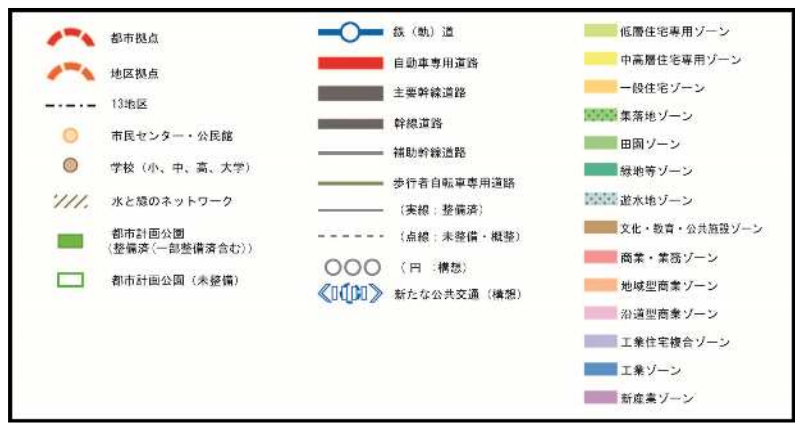 都市拠点
地区拠点
13地区
市民センター・公民館
学校（小、中、高、大学）
水と緑のネットワーク
都市計画公園
（整備済（一部整備済含む））
都市計画公園（未整備）
鉄（軌）道
自動車専用道路
主要幹線道路
幹線道路
補助幹線道路
歩行者自転車専用道路
（実線：整備済）
（点線：未整備・概整）
（円　：構想）
新たな公共交通（構想）
低層住宅専用ゾーン
中高層住宅専用ゾーン
一般住宅ゾーン
集落地ゾーン
田園ゾーン
緑地等ゾーン
遊水地ゾーン
文化・教育・公共施設ゾーン
商業・業務ゾーン
地域型商業ゾーン
沿道型商業ゾーン
工業住宅複合ゾーン
工業ゾーン
新産業ゾーン